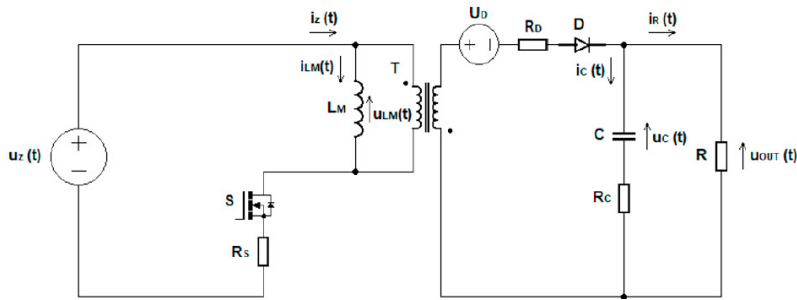 iz (t)
UD
RD
D
iR (t)
iLM(t)
T
iC (t)
LM
uLM(t)
C
uC (t)
R
uOUT (t)
uz (t)
S
RC
RS